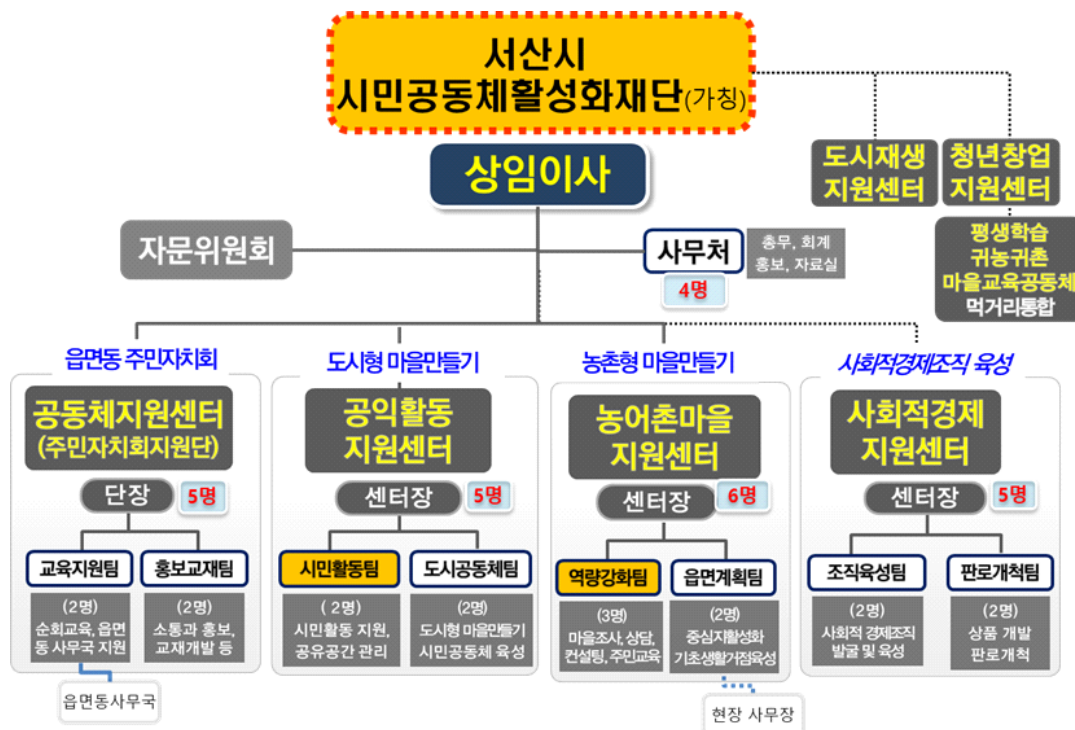 서산시
시민공동체활성화재단(가칭)
상임이사
도시재생
지원센터
청년창업
지원센터
평생학습
귀농귀촌
마을교육공동체
먹거리통합
자문위원회
사무처
4명
총무, 회계
홍보, 자료실
읍면동 주민자치회
공동체지원센터
(주민자치회지원단)
단장
5명
교육지원팀
(2명)
순회교육, 읍면
동 사무국 지원
읍면동사무국
홍보교재팀
(2명)
소통과 홍보,
교재개발 등
도시형 마을만들기
공익활동
지원센터
센터장
5명
시민활동팀
( 2명)
시민활동 지원,
공유공간 관리
도시공동체팀
(2명)
도시형 마을만들기
시민공동체 육성
농촌형 마을만들기
농어촌마을
지원센터
센터장
6명
역량강화팀
(3명)
마을조사, 상담,
컨설팅, 주민교육
읍면계획팀
(2명)
중심지활성화
기초생활거점육성
현장 사무장
사회적경제조직 육성
사회적경제
지원센터
센터장
5명
조직육성팀
(2명)
사회적 경제조직
발굴 및 육성
판로개척팀
(2명)
상품 개발
판로개척